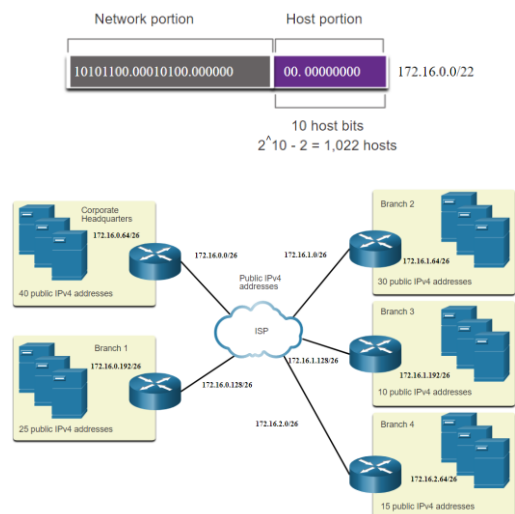 Network portion
Host portion
10101100.00010100.000000
00. 00000000
172.16.0.0/22
10 host bits
2^10 - 2 = 1,022 hosts
Corporate
Headquarters
172.16.0.64/26
40 public IPv4 addresses
172.16.0.0/26
Public IPv4
addresses
ISP
172.16.1.0/26
Branch 2
172.16.1.64/26
30 public IPv4 addresses
Branch 1
172.16.0.192/26
25 public IPv4 addresses
172.16.0.128/26
172.16.1.128/26
Branch 3
172.16.1.192/26
10 public IPv4 addresses
172.16.2.0/26
Branch 4
172.16.2.64/26
15 public IPv4 addresses